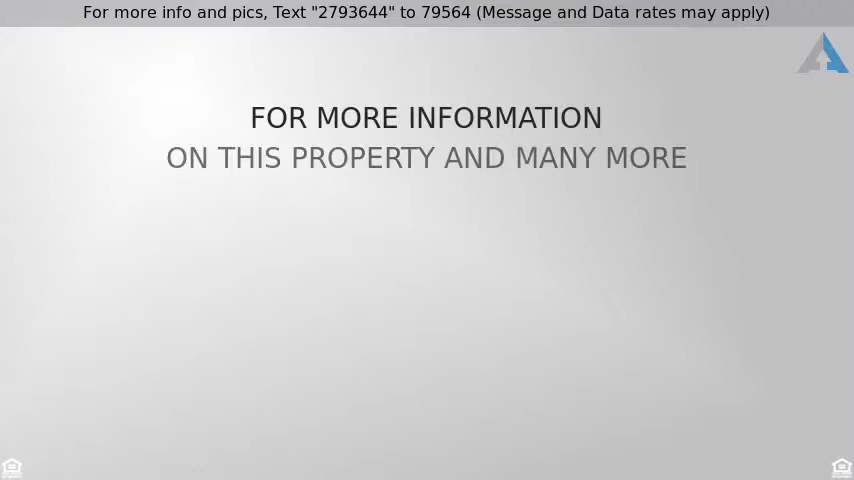 For more info and pics, Text "2793644" to 79564 (Message and Data rates may apply)
FOR MORE INFORMATION
ON THIS PROPERTY AND MANY MORE